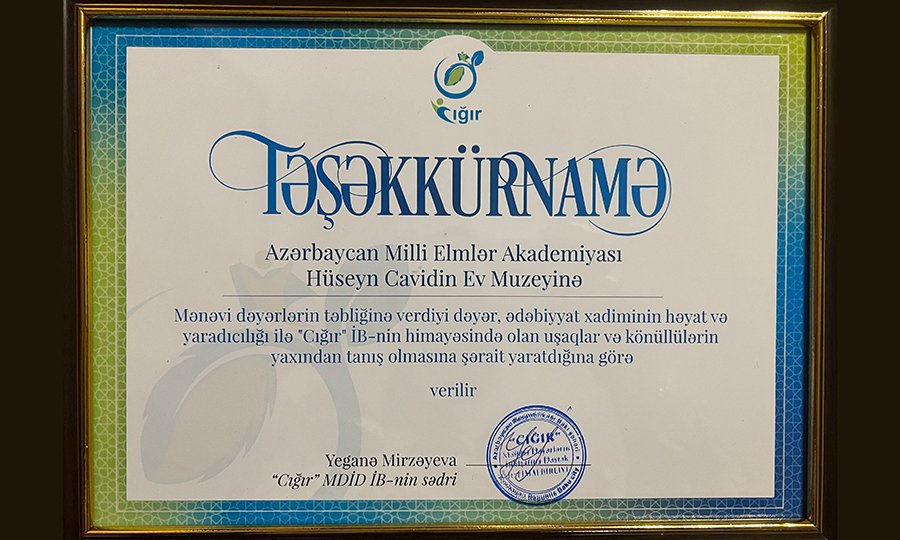 Cığır
TƏŞƏKKÜRNAMƏ
Azərbaycan Milli Elmlər Akademiyası
Hüseyn Cavidin Ev Muzeyinə
Mənəvi dəyərlərin təbliğinə verdiyi dəyər, ədəbiyyat xadiminin həyat və
yaradıcılığı ilə "Cığır" İB-nin himayəsində olan uşaqlar və könüllülərin
yaxından tanış olmasına şərait yaratdığına görə
verilir
Yeganə Mirzəyeva
“Cığır” MDİD İB-nin sədri
"CIĞIR"